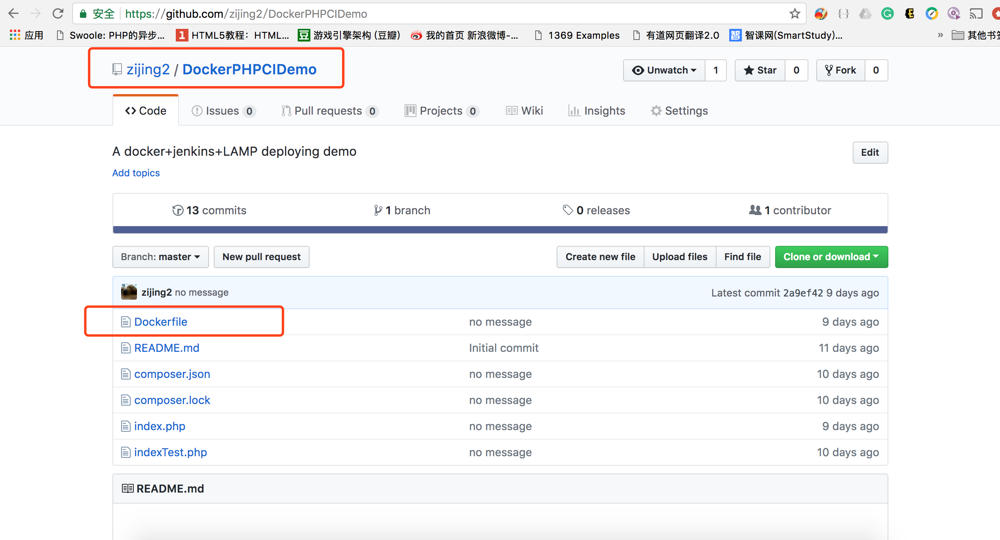 安全 https://github.com/zijing2/DockerPHPCIDemo
应用 Swoole: PHP的异步... HTML5教程：HTML... 游戏引擎架构 (豆瓣) 我的首页 新浪微博-... 1369 Examples 有道网页翻译2.0 智课网(SmartStudy)... » 其他书签
zijing2 / DockerPHPCIDemo Unwatch 1 Star 0 Fork 0
Code Issues 0 Pull requests 0 Projects 0 Wiki Insights Settings
A docker+jenkins+LAMP deploying demo Edit
Add topics
13 commits 1 branch 0 releases 1 contributor
Branch: master New pull request Create new file Upload files Find file Clone or download
zijing2 no message Latest commit 2a9ef42 9 days ago
Dockerfile no message 9 days ago
README.md Initial commit 11 days ago
composer.json no message 10 days ago
composer.lock no message 10 days ago
index.php no message 9 days ago
indexTest.php no message 10 days ago
README.md